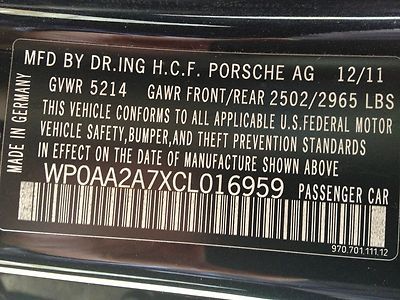 MFD BY DR.ING H.C.F. PORSCHE AG 12/11
GVWR 5214 GAWR FRONT/REAR 2502/2965 LBS
THIS VEHICLE CONFORMS TO ALL APPLICABLE U.S.FEDERAL MOTOR
VEHICLE SAFETY,BUMPER,AND THEFT PREVENTION STANDARDS
IN EFFECT ON THE DATE OF MANUFACTURE SHOWN ABOVE
WP0AA2A7XCL016959 PASSENGER CAR
MADE IN GERMANY
970.701.111.12